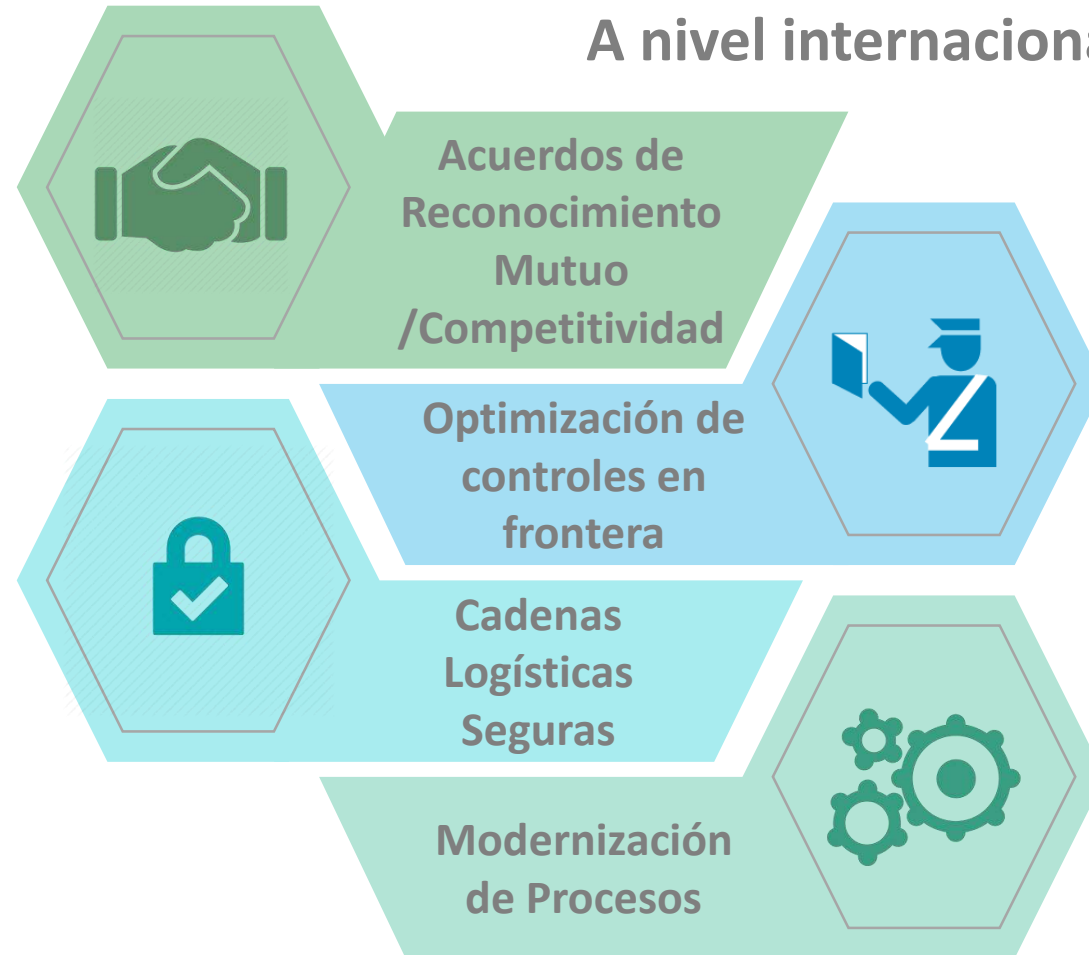 A nivel internaciona
Acuerdos de
Reconocimiento
Mutuo
/Competitividad
Optimización de
controles en
frontera
Cadenas
Logísticas
Seguras
Modernización
de Procesos